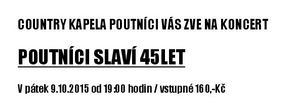 COUNTRY KAPELA POUTNÍCI VÁS ZVE NA KONCERT
POUTNÍCI SLAVÍ 45LET
V pátek 9.10.2015 od 19:00 hodin / vstupné 160,-Kč